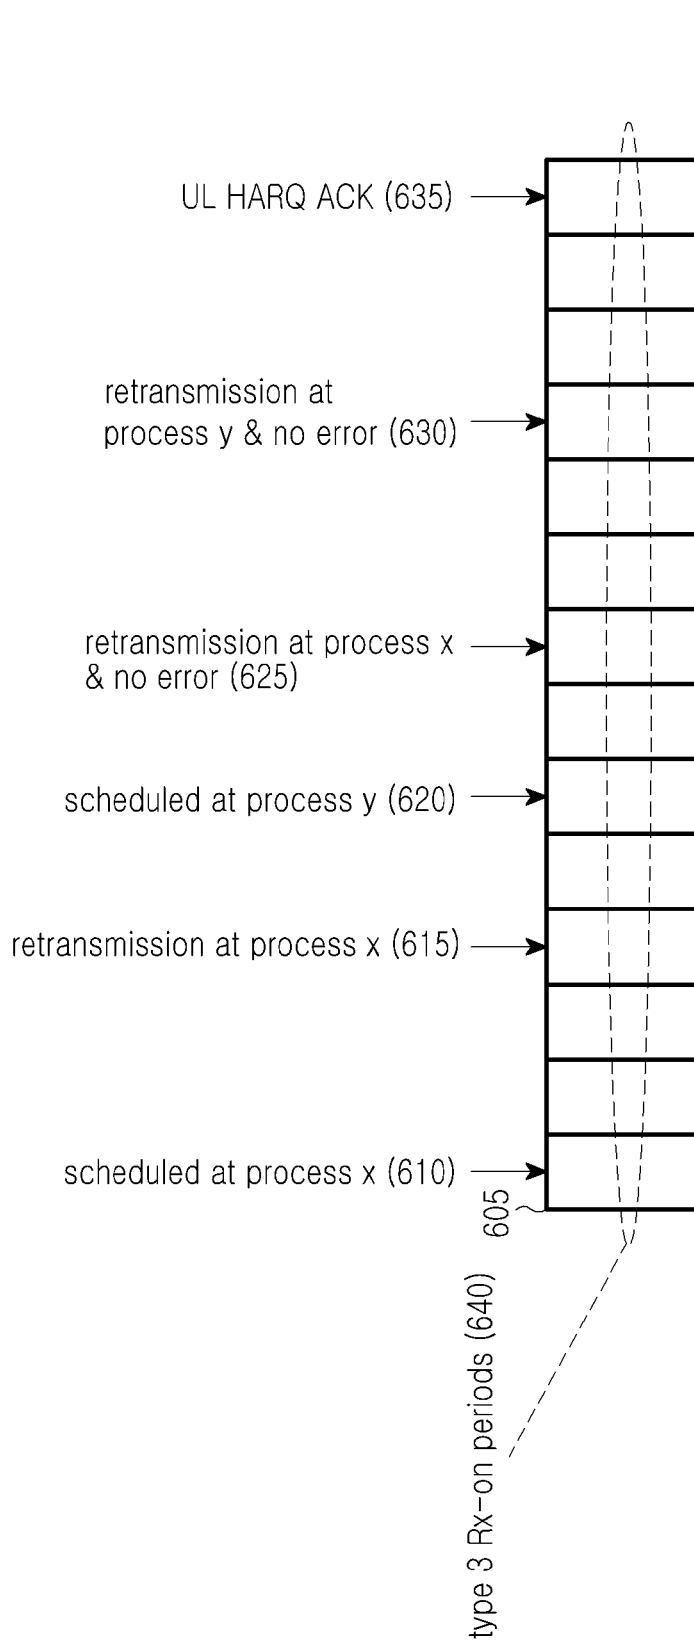 UL HARQ ACK (635)
retransmission at
process y & no error (630)
retransmission at process x
& no error (625)
scheduled at process y (620)
retransmission at process x (615)
scheduled at process x (610)
605
type 3 Rx-on periods (640)